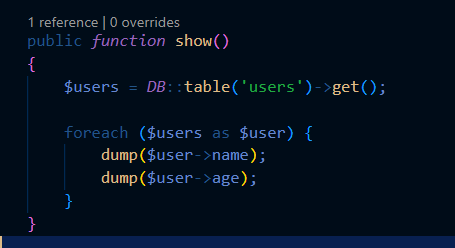 1 reference | 0 overrides
public function show()
{
    $users = DB::table('users')->get();
    foreach ($users as $user) {
        dump($user->name);
        dump($user->age);
    }
}